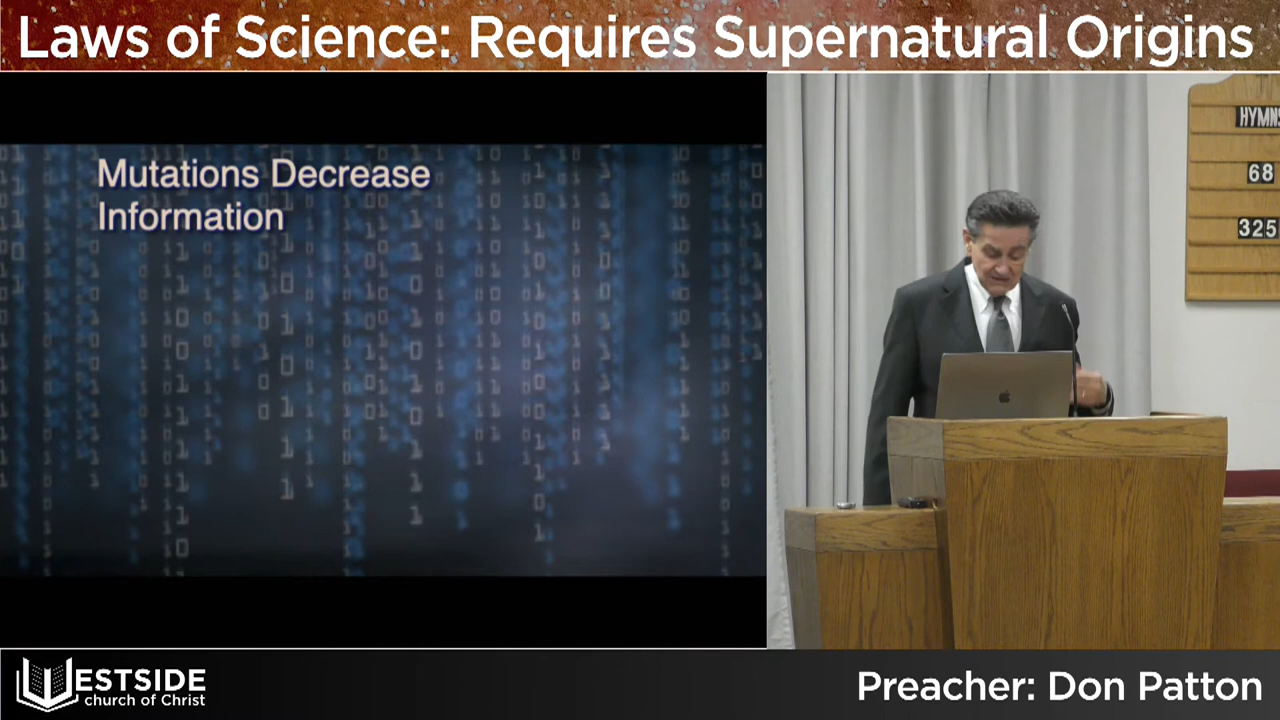 Laws of Science: Requires Supernatural Origins
Mutations Decrease
Information
HYMNS
68
325
WESTSIDE
church of Christ
Preacher: Don Patton